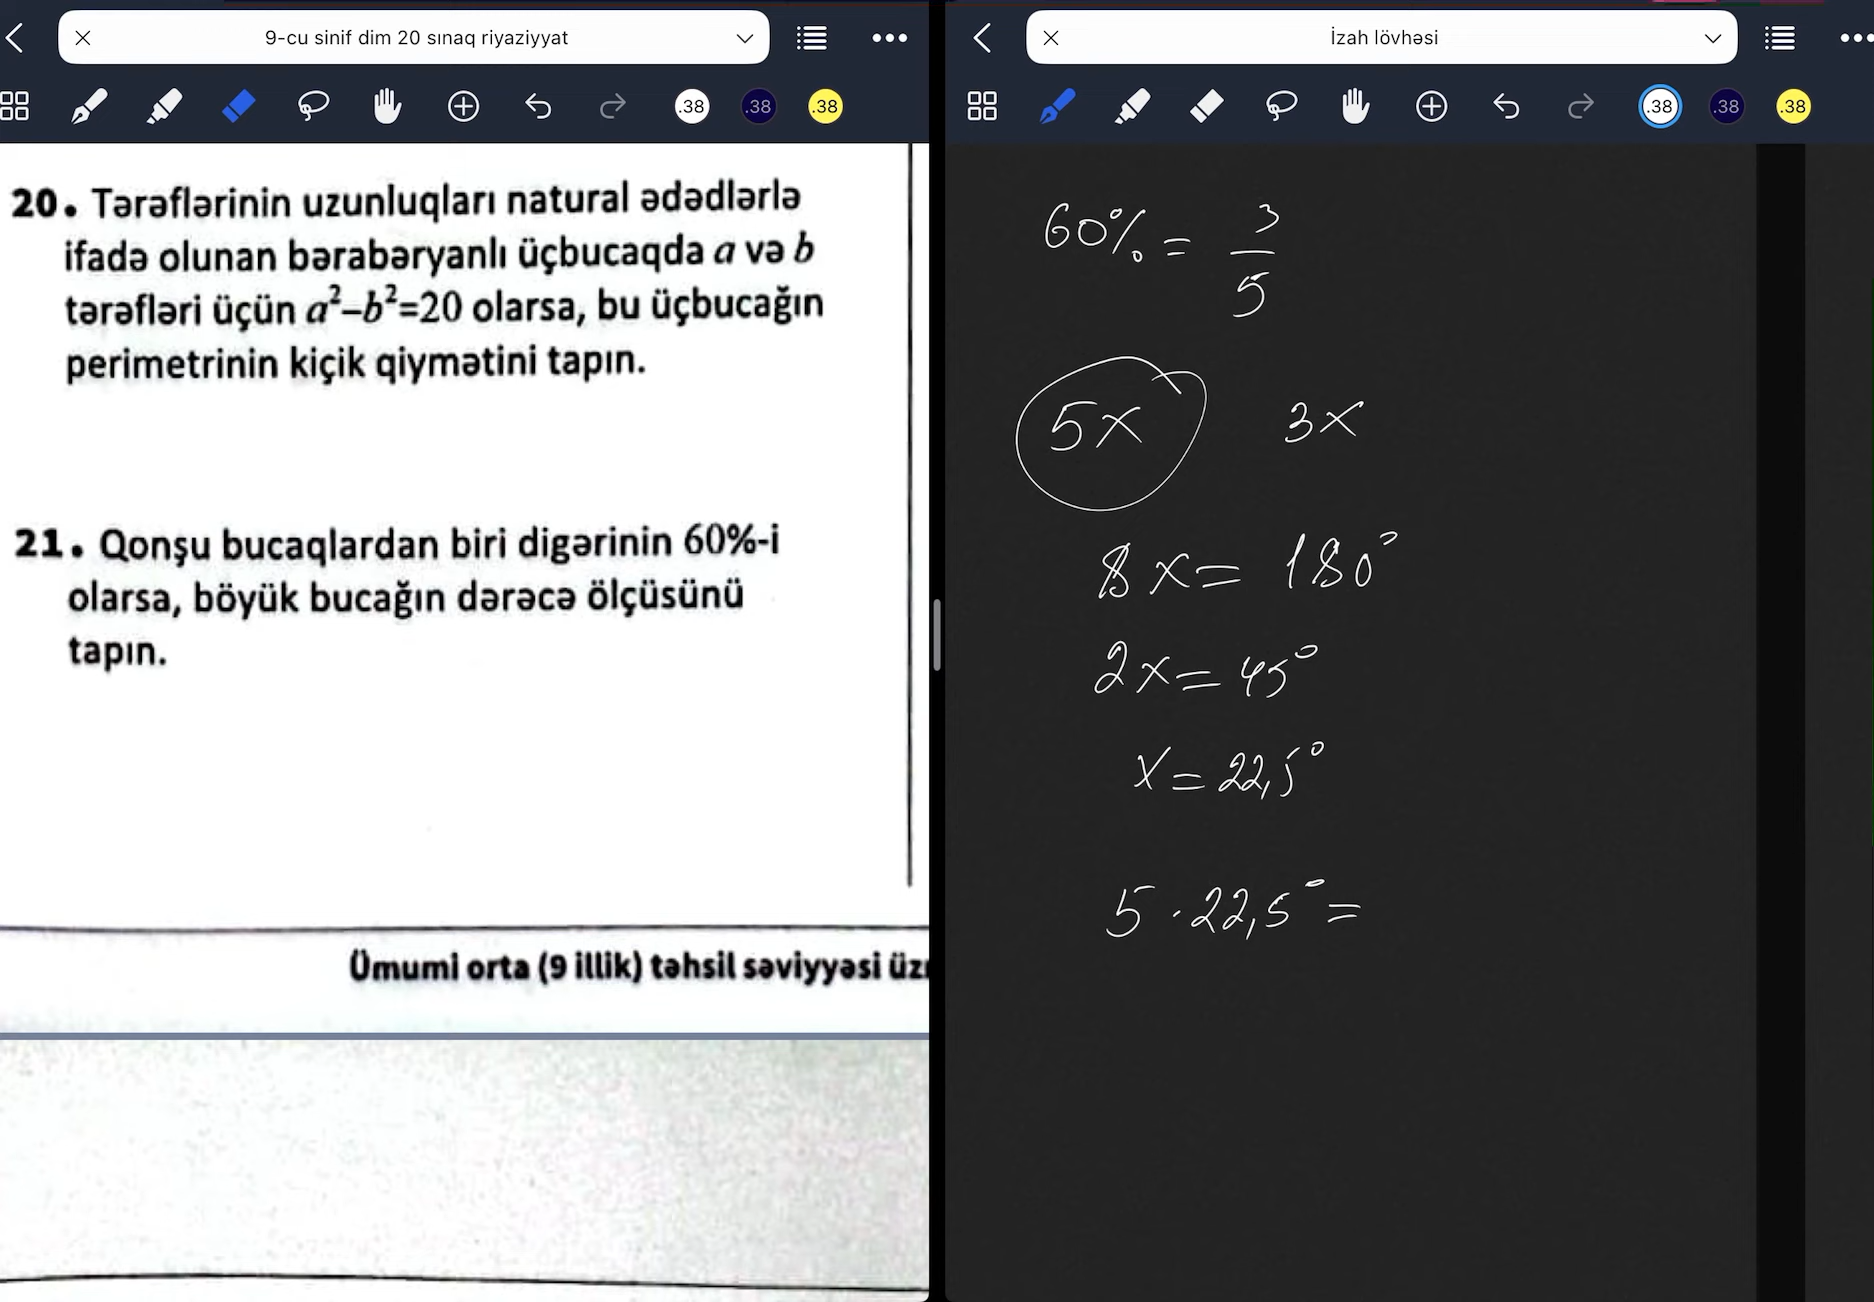 9-cu sinif dim 20 sınaq riyaziyyat
.38 .38 .38
20. Tərəflərinin uzunluqları natural ədədlərlə
ifadə olunan bərabəryanlı üçbucaqda a və b
tərəfləri üçün a²–b²=20 olarsa, bu üçbucağın
perimetrinin kiçik qiymətini tapın.
21. Qonşu bucaqlardan biri digərinin 60%-i
olarsa, böyük bucağın dərəcə ölçüsünü
tapın.
Ümumi orta (9 illik) təhsil səviyyəsi üz
İzah lövhəsi
.38 .38 .38
60% = 3/5
5x 3x
8x = 180°
2x = 45°
x = 22,5°
5 · 22,5° =